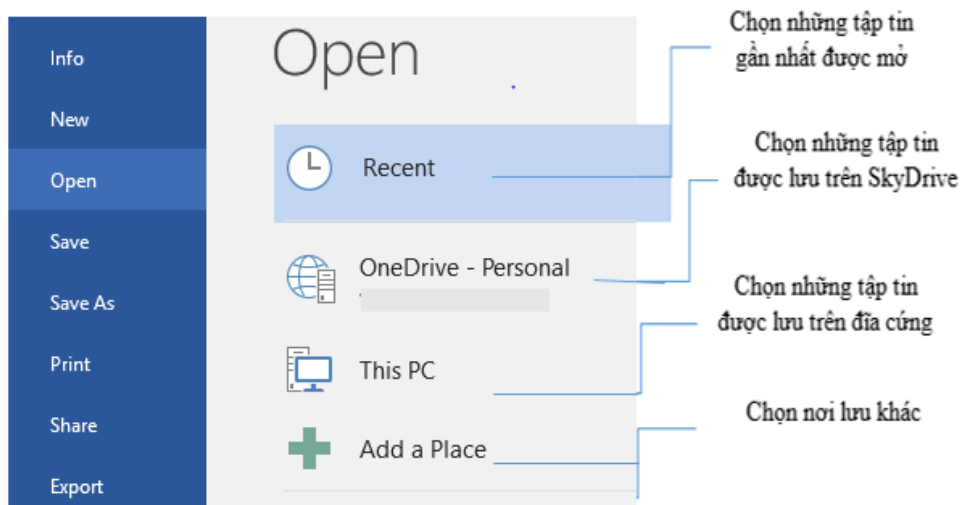 Info
New
Open
Save
Save As
Print
Share
Export
Open
Recent
OneDrive - Personal
This PC
Add a Place
Chọn những tập tin
gần nhất được mở
Chọn những tập tin
được lưu trên SkyDrive
Chọn những tập tin
được lưu trên đĩa cứng
Chọn nơi lưu khác